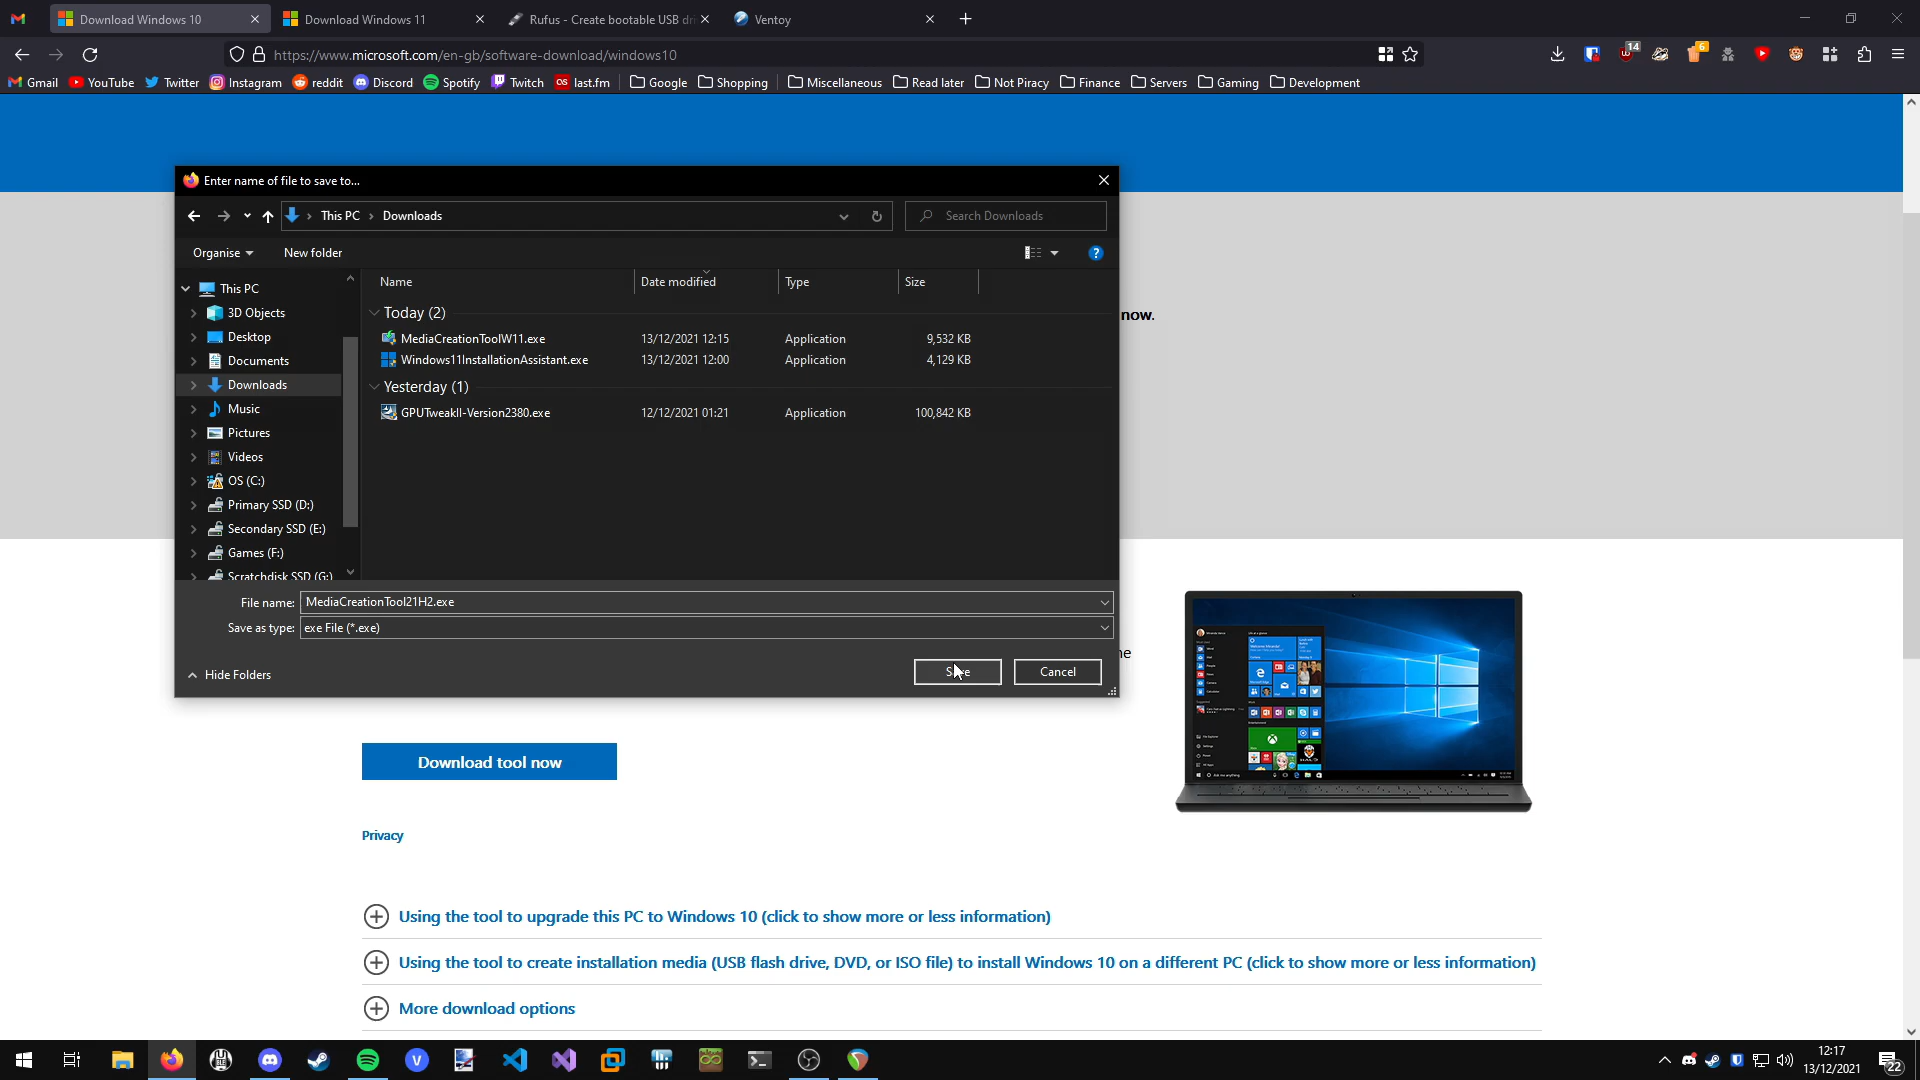 Download Windows 10
Download Windows 11
Rufus - Create bootable USB dri
Ventoy
https://www.microsoft.com/en-gb/software-download/windows10
14
6
Gmail
YouTube
Twitter
Instagram
reddit
Discord
Spotify
Twitch
last.fm
Google
Shopping
Miscellaneous
Read later
Not Piracy
Finance
Servers
Gaming
Development
Enter name of file to save to...
This PC
Downloads
Search Downloads
Organise
New folder
Name
Date modified
Type
Size
This PC
3D Objects
Desktop
Documents
Downloads
Music
Pictures
Videos
OS (C:)
Primary SSD (D:)
Secondary SSD (E:)
Games (F:)
Scratchdisk SSD (G:)
Today (2)
MediaCreationToolW11.exe 13/12/2021 12:15 Application 9,532 KB
Windows11InstallationAssistant.exe 13/12/2021 12:00 Application 4,129 KB
Yesterday (1)
GPUTweakII-Version2380.exe 12/12/2021 01:21 Application 100,842 KB
now.
File name: MediaCreationTool21H2.exe
Save as type: exe File (*.exe)
Hide Folders
Save
Cancel
he
Download tool now
Privacy
Using the tool to upgrade this PC to Windows 10 (click to show more or less information)
Using the tool to create installation media (USB flash drive, DVD, or ISO file) to install Windows 10 on a different PC (click to show more or less information)
More download options
12:17
13/12/2021
22